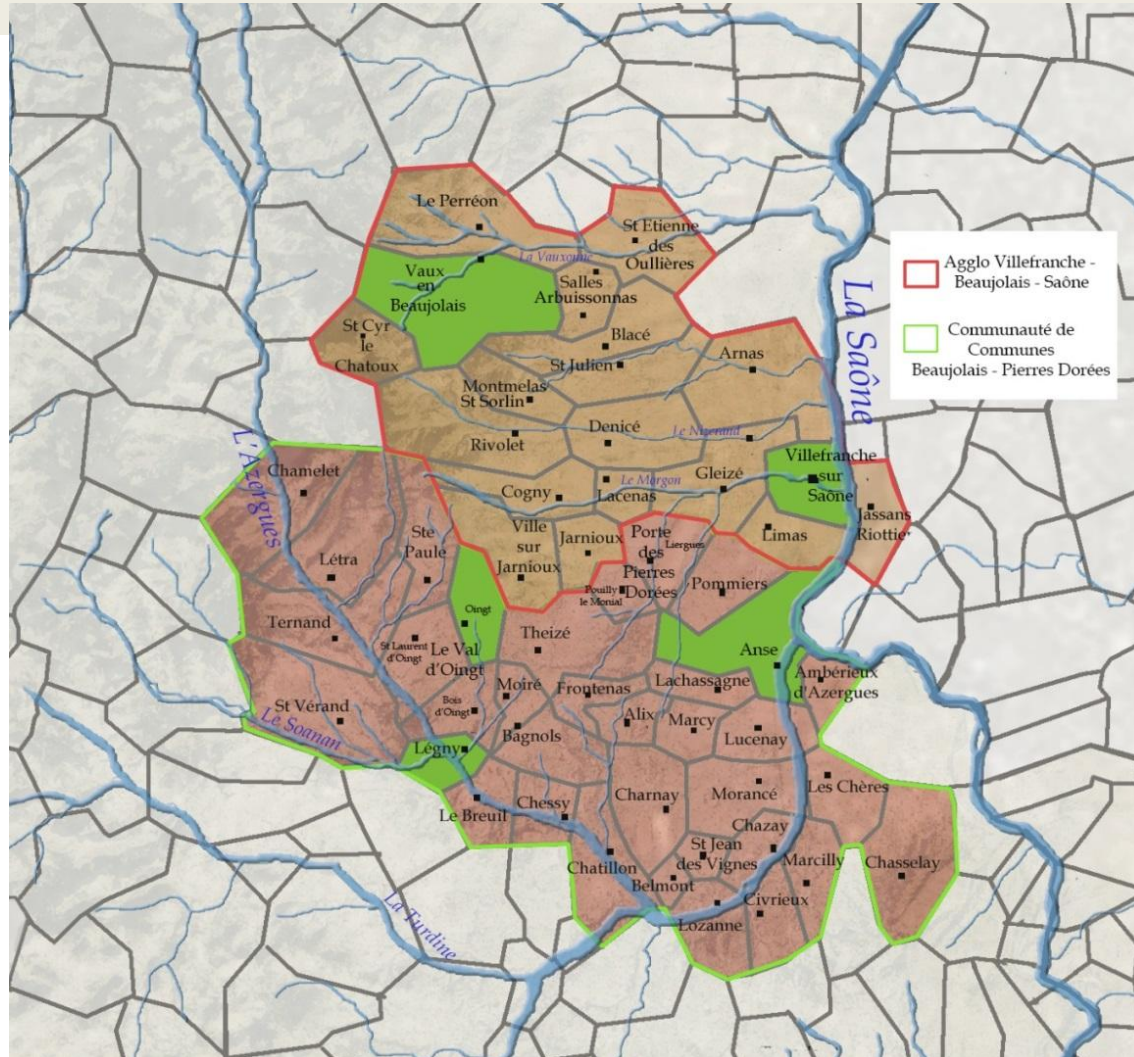 Le Perréon
St Etienne
des
Oullières
La Vauxonne
Vaux
en
Beaujolais
Salles
Arbuissonnas
St Cyr
le
Chatoux
Blacé
St Julien
Arnas
Montmelas
St Sorlin
Rivolet
Denicé
Le Nizerand
Villefranche
sur
Saône
Gleizé
Le Morgon
Cogny
Lacenas
Limas
Jassans
Riottier
Ville
sur
Jarnioux
Jarnioux
La Saône
Agglo Villefranche -
Beaujolais - Saône
Communauté de
Communes
Beaujolais - Pierres Dorées
L'Azergues
Chamelet
Létra
Ste
Paule
Ternand
St Laurent
d'Oingt
Oingt
Le Val
d'Oingt
Theizé
Porte
des
Pierres
Dorées
Liergues
Pouilly
le Monial
Pommiers
Anse
Ambérieux
d'Azergues
Lachassagne
Frontenas
Moiré
Bois
d'Oingt
St Vérand
Le Soanan
Bagnols
Alix
Marcy
Lucenay
Légny
Le Breuil
Chessy
Charnay
Morancé
Les Chères
Chazay
St Jean
des Vignes
Chatillon
Belmont
Marcilly
Chasselay
Civrieux
Lozanne
La Turdine